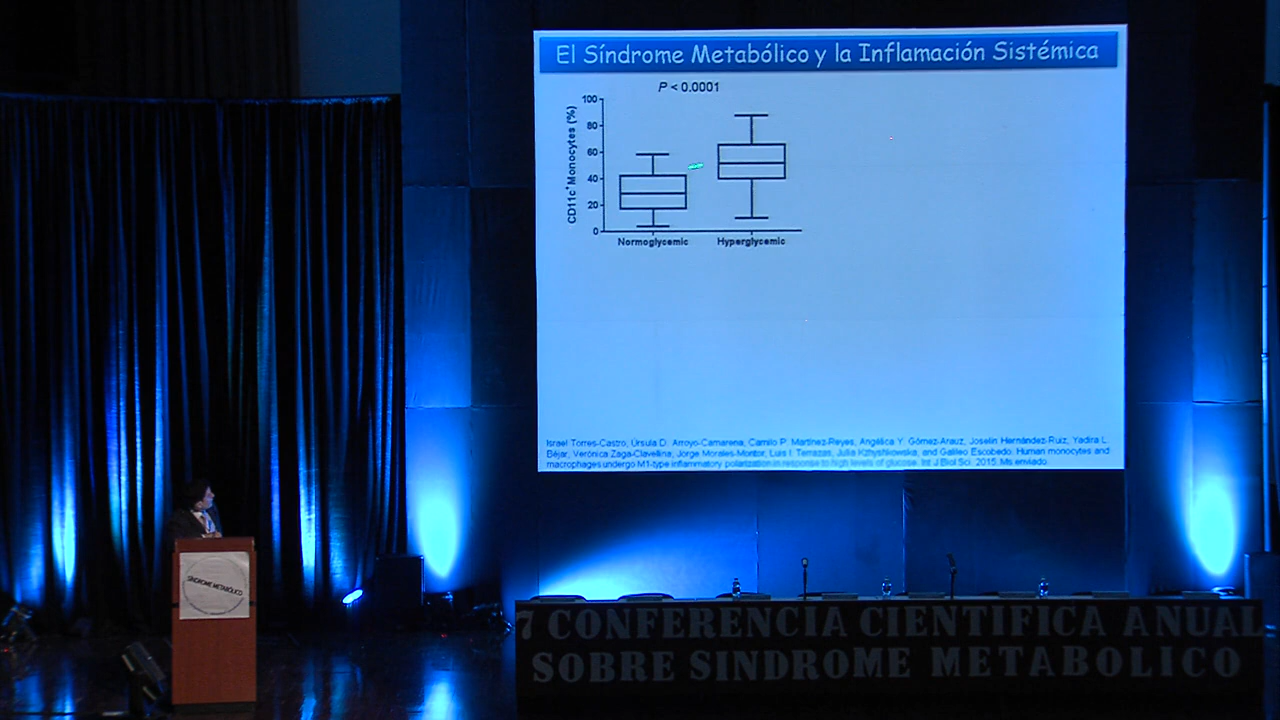 El Síndrome Metabólico y la Inflamación Sistémica
P < 0.0001
CD11c+ Monocytes (%)
100
80
60
40
20
0
Normoglycemic
Hyperglycemic
Israel Torres-Castro, Úrsula D. Arroyo-Camarena, Camilo P. Martínez-Reyes, Angélica Y. Gómez-Arauz, Joselin Hernández-Ruiz, Yadira L.
Béjar, Verónica Zaga-Clavellina, Jorge Morales-Montor, Luis I. Terrazas, Julia Kzhyshkowska, and Galileo Escobedo. Human monocytes and
macrophages undergo M1-type inflammatory polarization in response to high levels of glucose. Int J Biol Sci. 2015. Ms enviado.
SÍNDROME METABÓLICO
7 CONFERENCIA CIENTIFICA ANUAL
SOBRE SINDROME METABOLICO